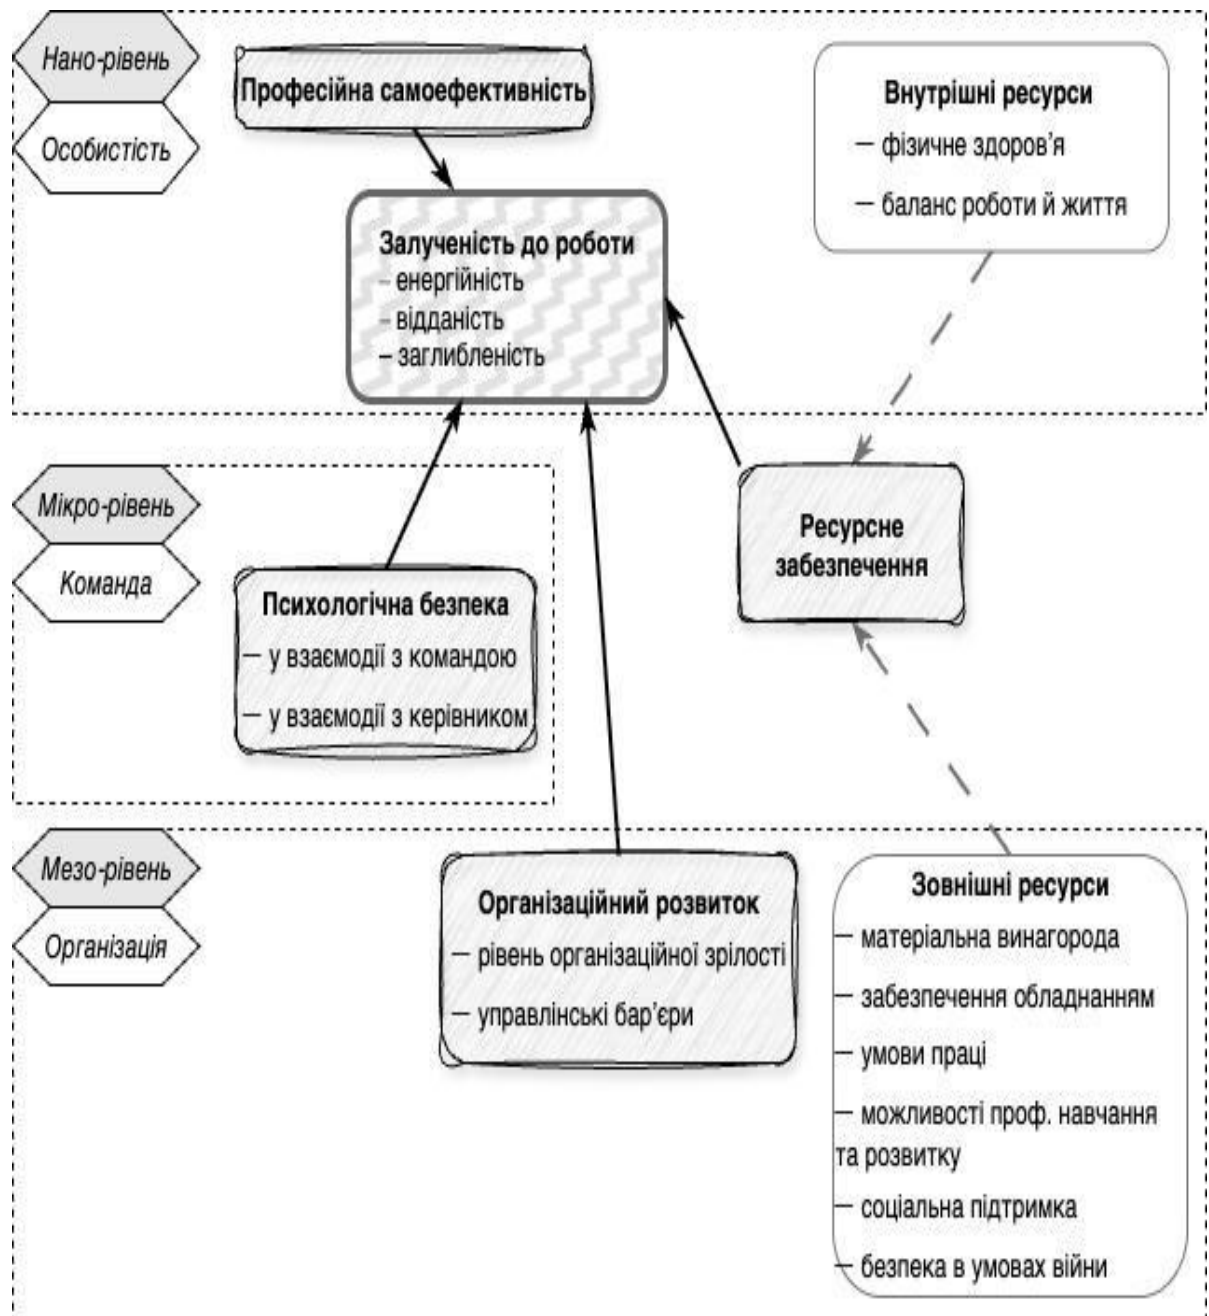 Нано-рівень
Особистість
Професійна самоефективність
Внутрішні ресурси
– фізичне здоров’я
– баланс роботи й життя
Залученість до роботи
– енергійність
– відданість
– заглибленість
Мікро-рівень
Команда
Психологічна безпека
– у взаємодії з командою
– у взаємодії з керівником
Ресурсне
забезпечення
Мезо-рівень
Організація
Організаційний розвиток
– рівень організаційної зрілості
– управлінські бар’єри
Зовнішні ресурси
– матеріальна винагорода
– забезпечення обладнанням
– умови праці
– можливості проф. навчання
та розвитку
– соціальна підтримка
– безпека в умовах війни